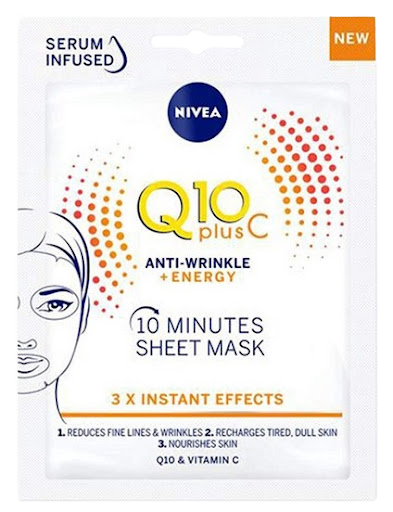 SERUM
INFUSED
NEW
NIVEA
Q10
plus C
ANTI-WRINKLE
+ ENERGY
10 MINUTES
SHEET MASK
3 X INSTANT EFFECTS
1. REDUCES FINE LINES & WRINKLES 2. RECHARGES TIRED, DULL SKIN
3. NOURISHES SKIN
Q10 & VITAMIN C